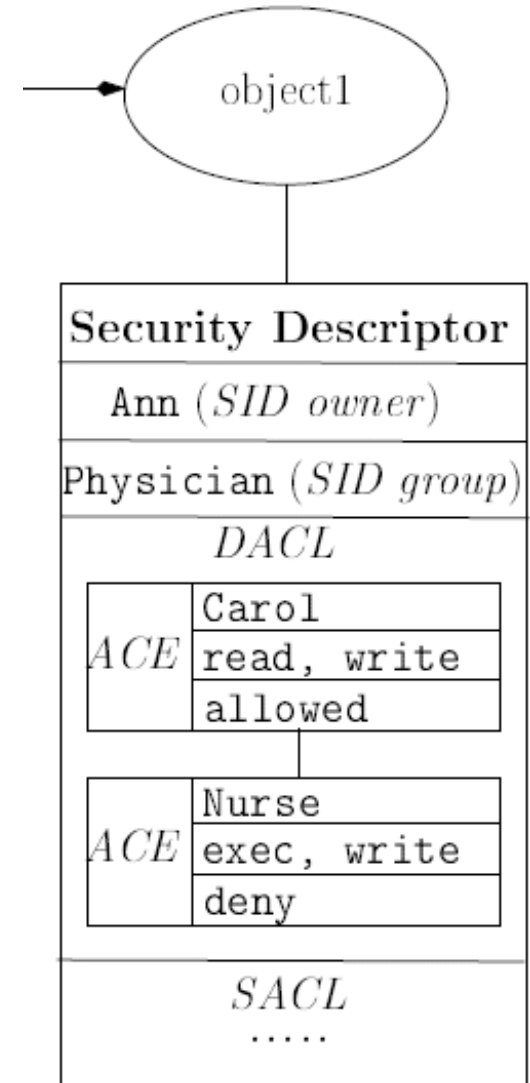 object1
Security Descriptor
Ann (SID owner)
Physician (SID group)
DACL
ACE
Carol
read, write
allowed
ACE
Nurse
exec, write
deny
SACL
.....